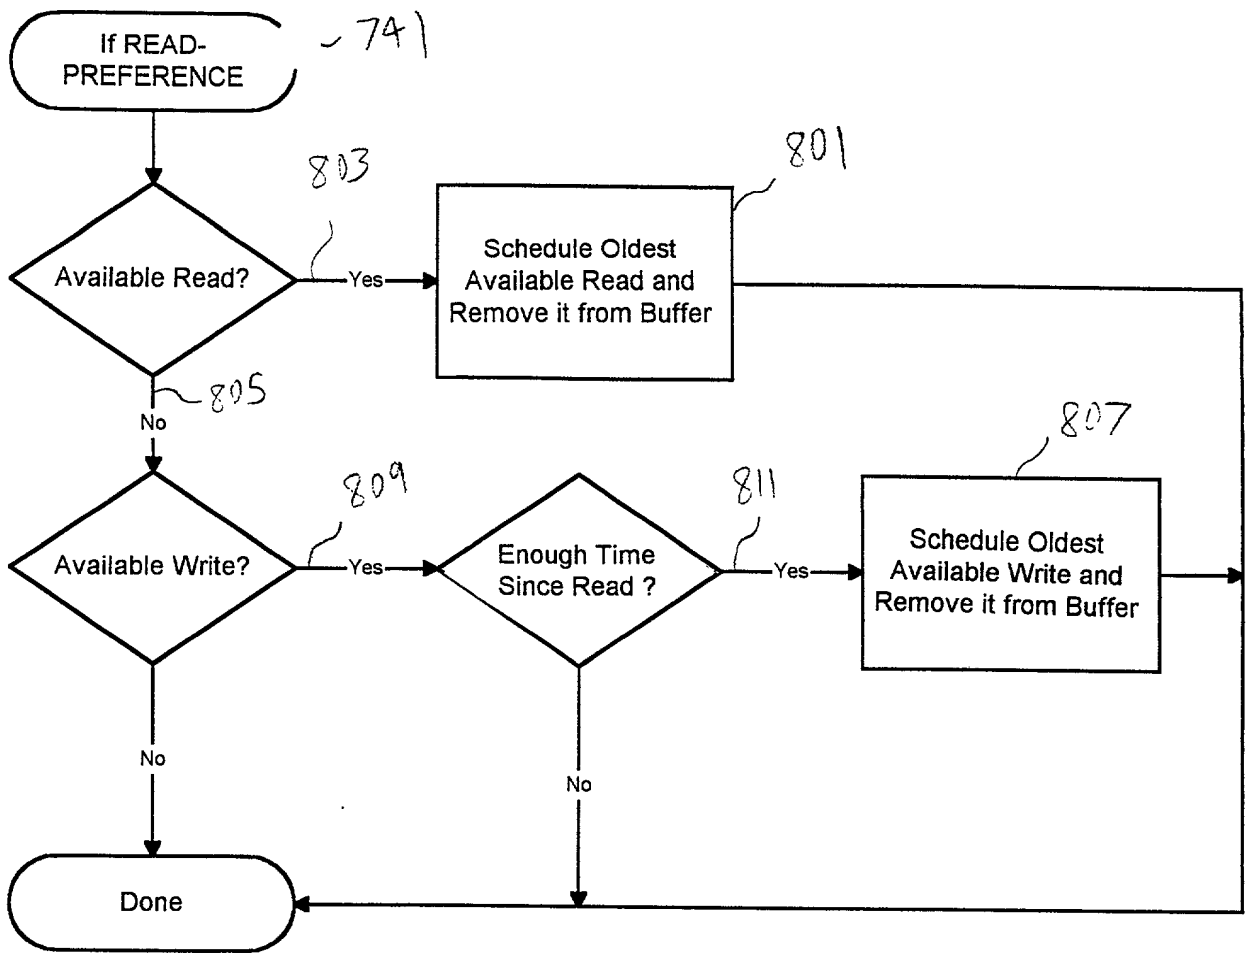 If READ-
PREFERENCE
741
803
801
Available Read?
Yes
Schedule Oldest
Available Read and
Remove it from Buffer
805
No
809
811
807
Available Write?
Yes
Enough Time
Since Read ?
Yes
Schedule Oldest
Available Write and
Remove it from Buffer
No
No
Done